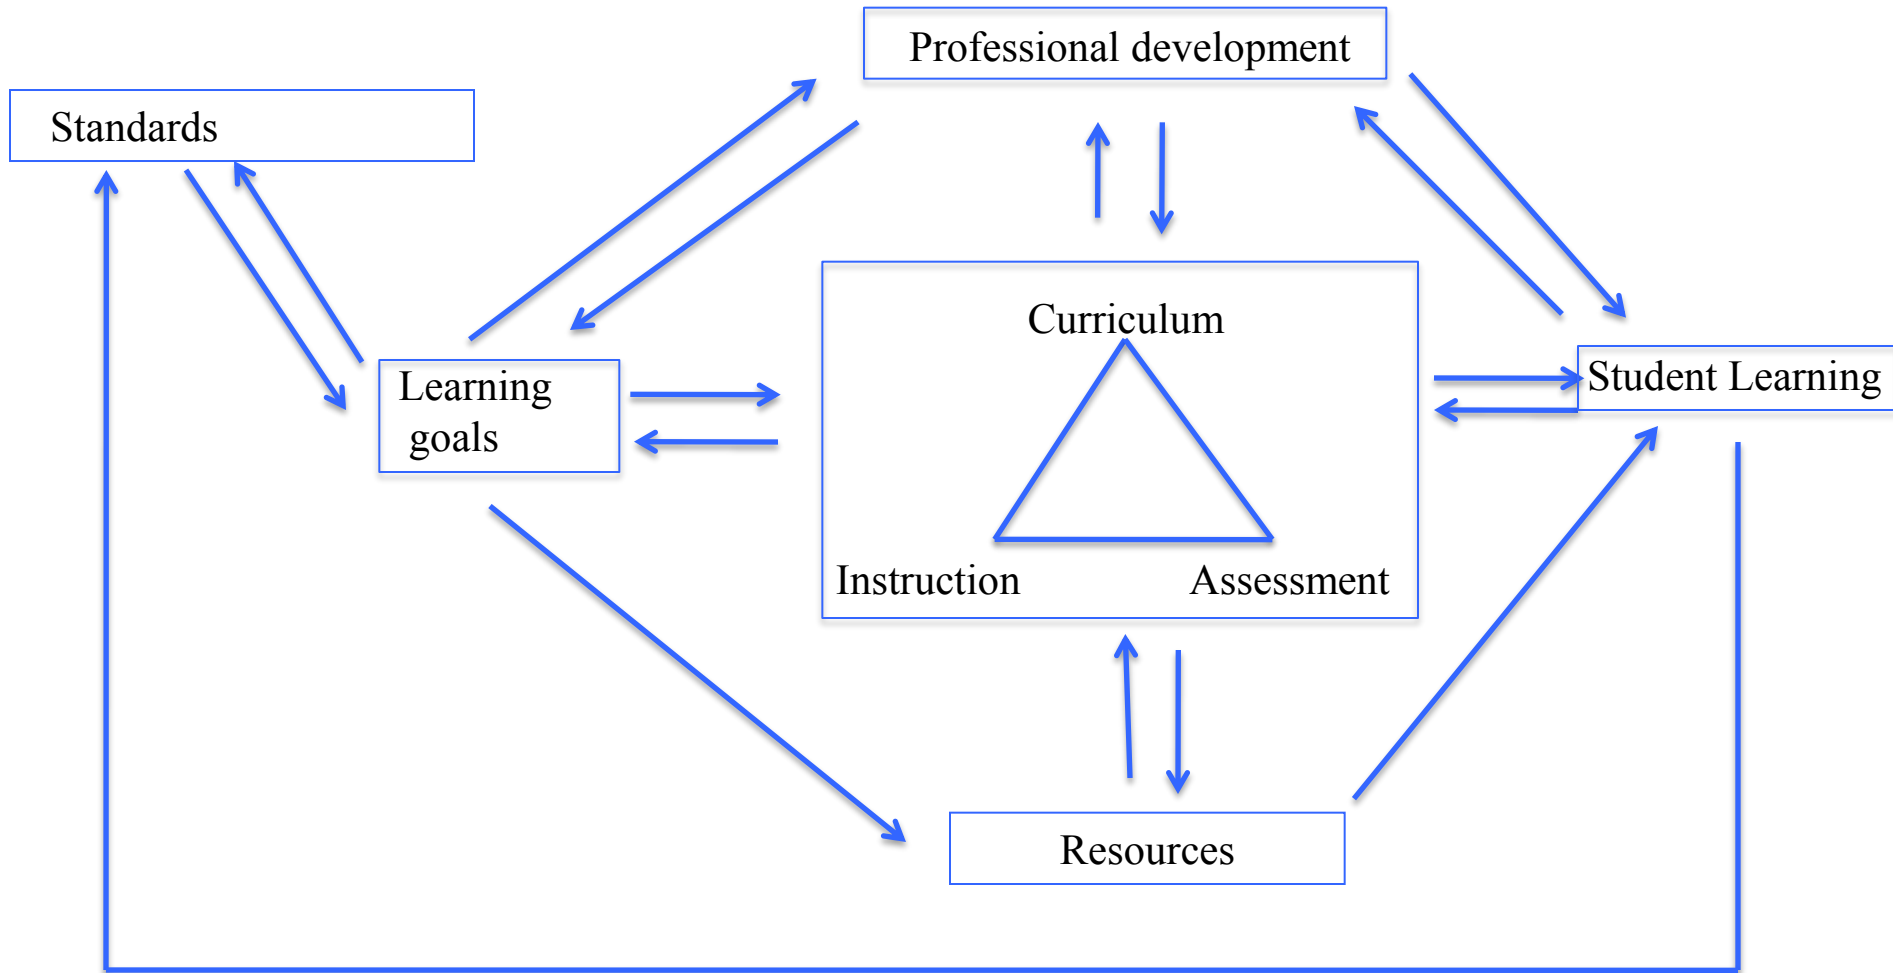 Professional development
Standards
Curriculum
Learning
goals
Student Learning
Instruction
Assessment
Resources